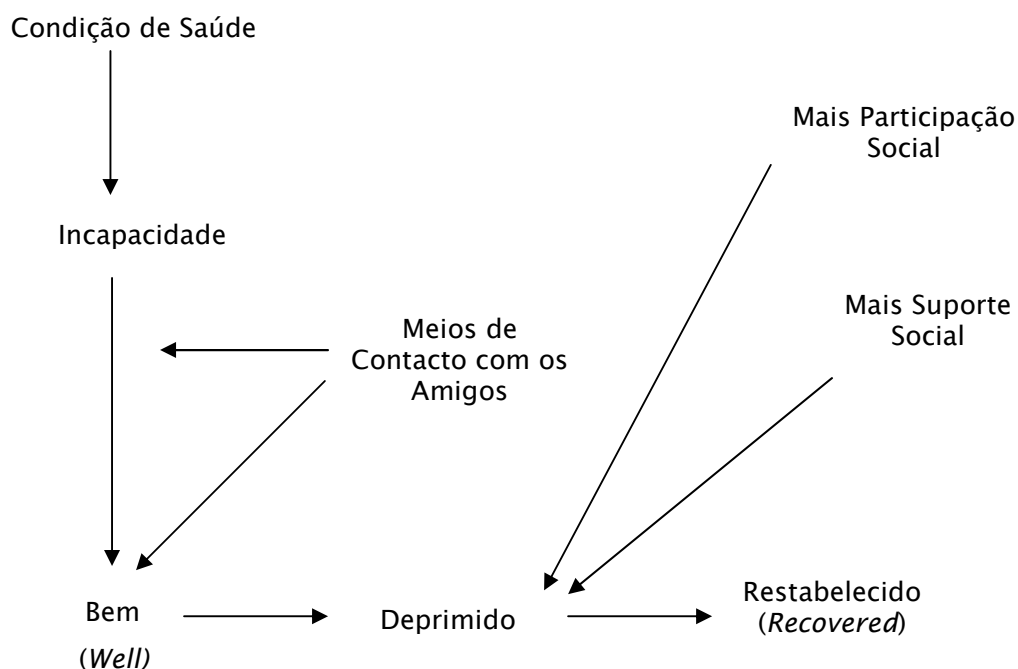 Condição de Saúde
Mais Participação
Social
Incapacidade
Mais Suporte
Social
Meios de
Contacto com os
Amigos
Bem
(Well)
Deprimido
Restabelecido
(Recovered)